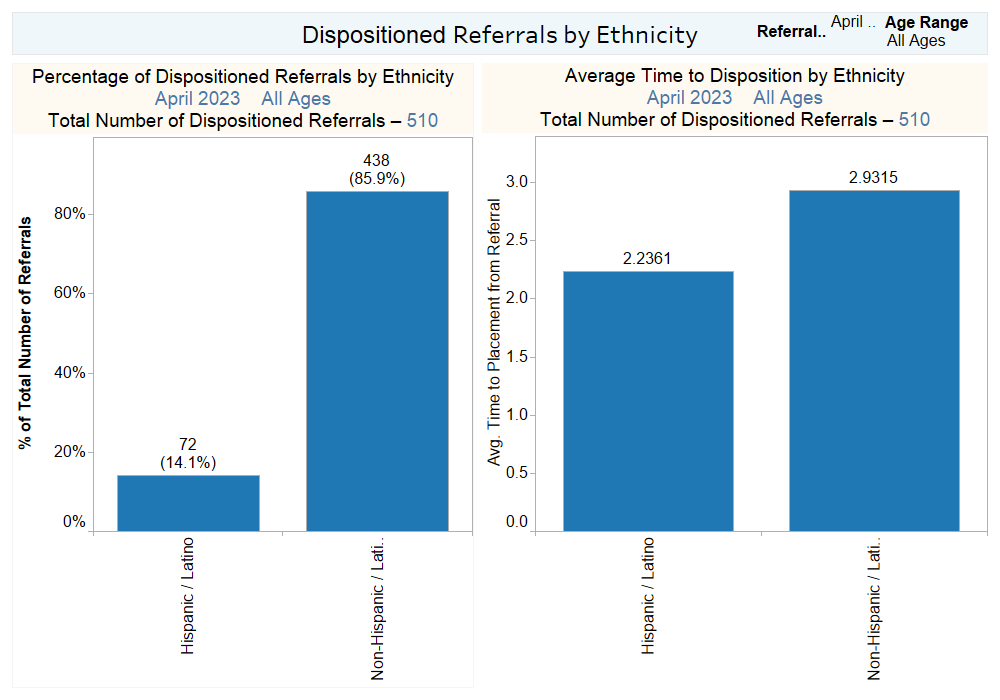 Dispositioned Referrals by Ethnicity
Referral..
April ..
Age Range
All Ages
Percentage of Dispositioned Referrals by Ethnicity
April 2023 All Ages
Total Number of Dispositioned Referrals – 510
% of Total Number of Referrals
80%
60%
40%
20%
0%
72
(14.1%)
438
(85.9%)
Hispanic / Latino
Non-Hispanic / Lati..
Average Time to Disposition by Ethnicity
April 2023 All Ages
Total Number of Dispositioned Referrals – 510
Avg. Time to Placement from Referral
3.0
2.5
2.0
1.5
1.0
0.5
0.0
2.2361
2.9315
Hispanic / Latino
Non-Hispanic / Lati..